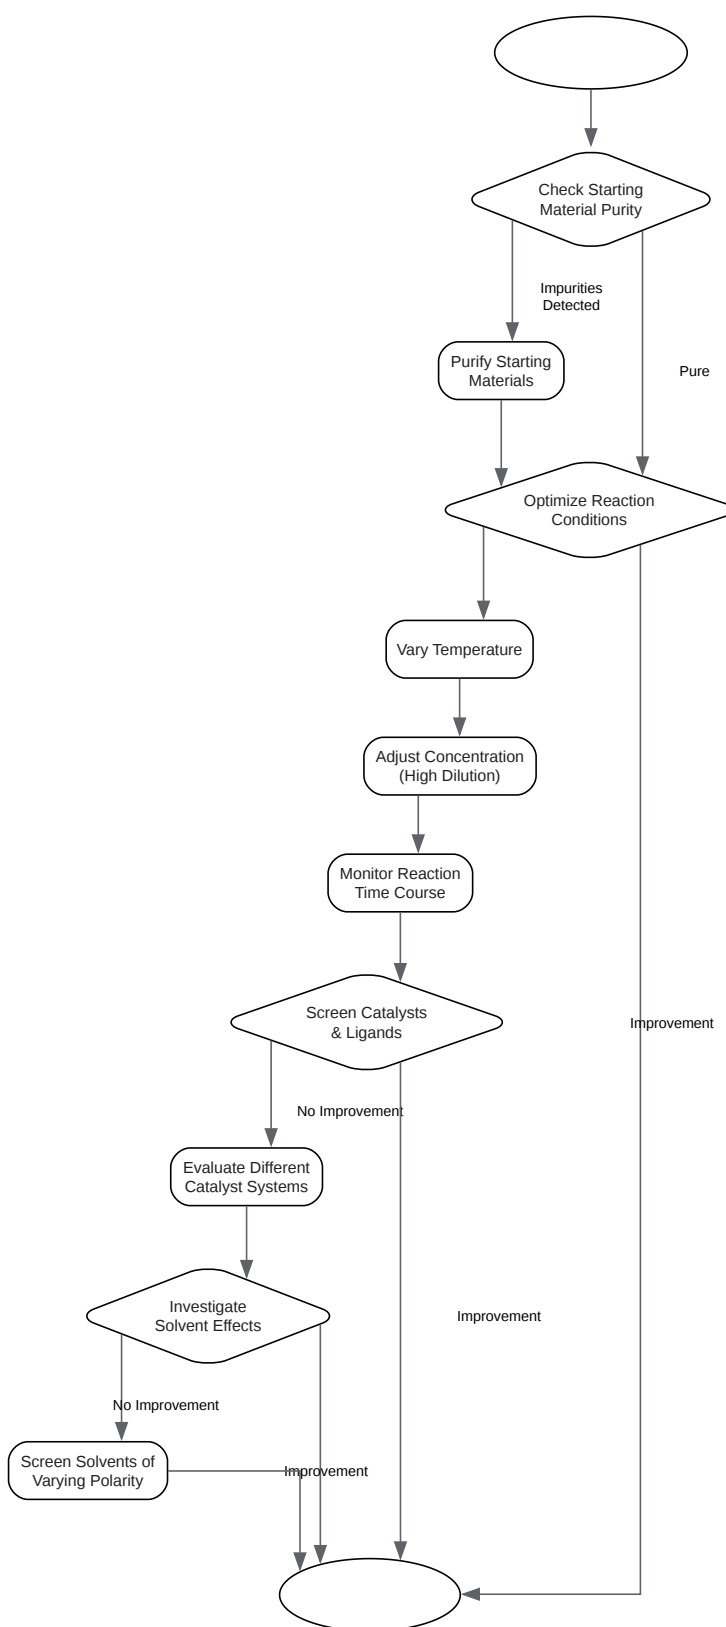 Check Starting
Material Purity
Impurities
Detected
Purify Starting
Materials
Pure
Optimize Reaction
Conditions
Vary Temperature
Adjust Concentration
(High Dilution)
Monitor Reaction
Time Course
Screen Catalysts
& Ligands
Improvement
No Improvement
Evaluate Different
Catalyst Systems
Investigate
Solvent Effects
Improvement
No Improvement
Screen Solvents of
Varying Polarity
Improvement